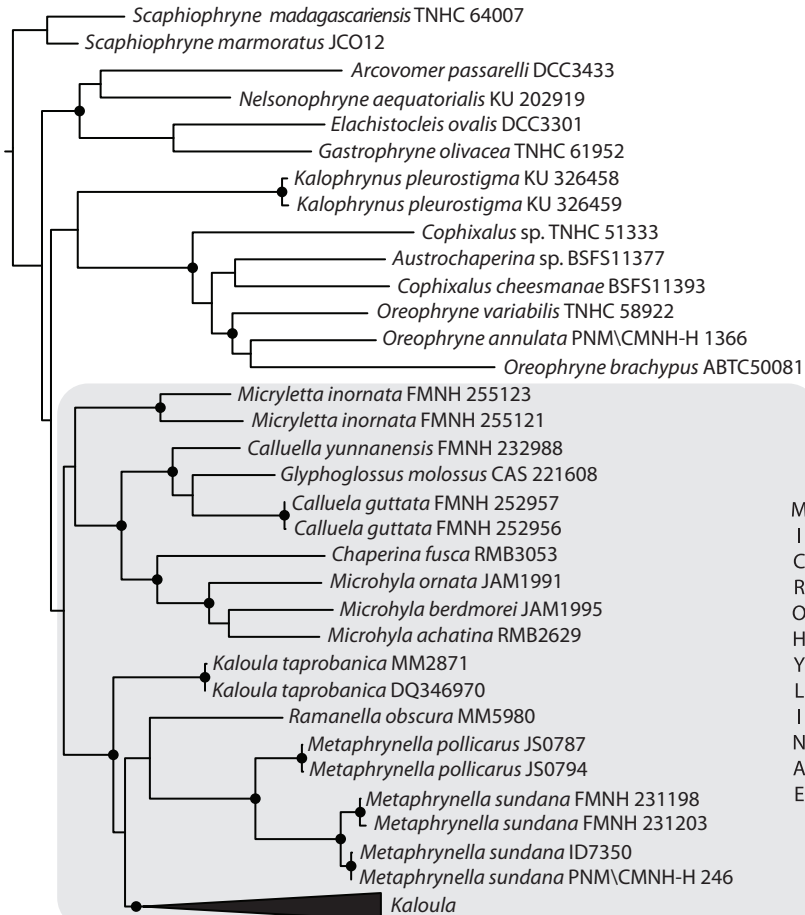 Scaphiophryne madagascariensis TNHC 64007
Scaphiophryne marmoratus JCO12
Arcovomer passarelli DCC3433
Nelsonophryne aequatorialis KU 202919
Elachistocleis ovalis DCC3301
Gastrophryne olivacea TNHC 61952
Kalophrynus pleurostigma KU 326458
Kalophrynus pleurostigma KU 326459
Cophixalus sp. TNHC 51333
Austrochaperina sp. BSFS11377
Cophixalus cheesmanae BSFS11393
Oreophryne variabilis TNHC 58922
Oreophryne annulata PNM\CMNH-H 1366
Oreophryne brachypus ABTC50081
Micryletta inornata FMNH 255123
Micryletta inornata FMNH 255121
Calluella yunnanensis FMNH 232988
Glyphoglossus molossus CAS 221608
Calluela guttata FMNH 252957
Calluela guttata FMNH 252956
Chaperina fusca RMB3053
Microhyla ornata JAM1991
Microhyla berdmorei JAM1995
Microhyla achatina RMB2629
Kaloula taprobanica MM2871
Kaloula taprobanica DQ346970
Ramanella obscura MM5980
Metaphrynella pollicarus JS0787
Metaphrynella pollicarus JS0794
Metaphrynella sundana FMNH 231198
Metaphrynella sundana FMNH 231203
Metaphrynella sundana ID7350
Metaphrynella sundana PNM\CMNH-H 246
Kaloula
MICROHYLINAE